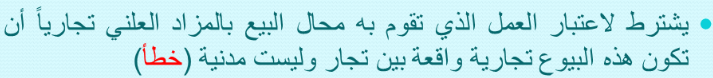 • يشترط لاعتبار العمل الذي تقوم به محال البيع بالمزاد العلني تجارياً أن
تكون هذه البيوع تجارية واقعة بين تجار وليست مدنية (خطأ)